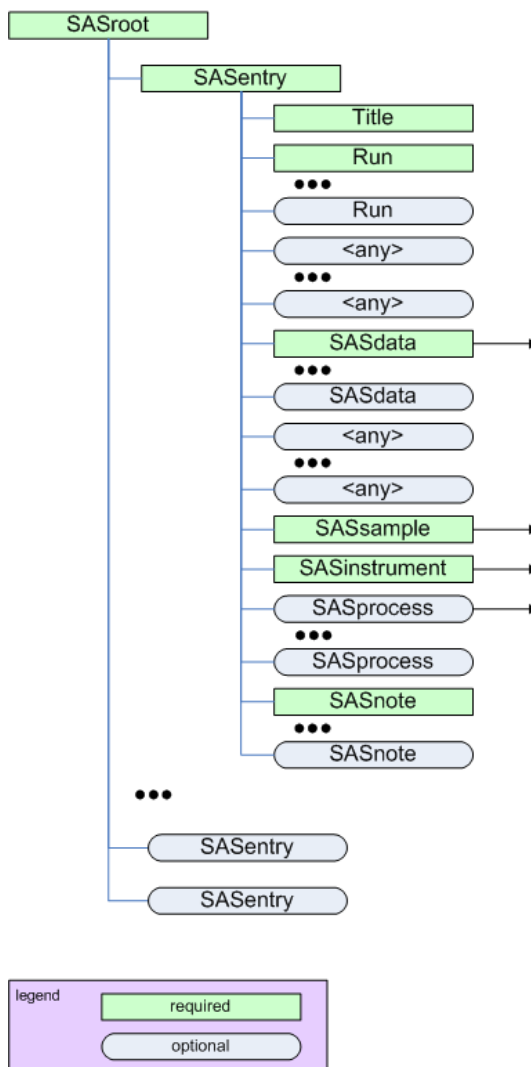 SASroot
SASentry
Title
Run
Run
<any>
<any>
SASdata
SASdata
<any>
<any>
SASsample
SASinstrument
SASprocess
SASprocess
SASnote
SASnote
SASentry
SASentry
legend
required
optional